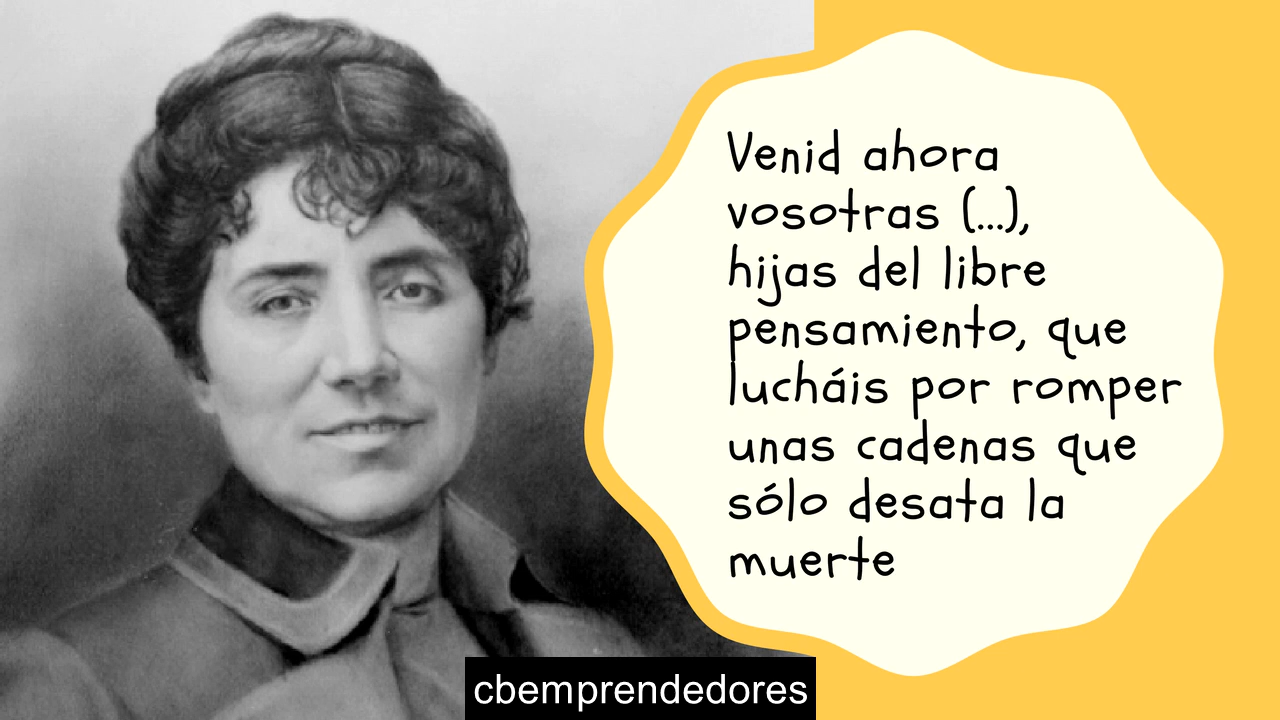 Venid ahora
vosotras (...),
hijas del libre
pensamiento, que
lucháis por romper
unas cadenas que
sólo desata la
muerte
cbemprendedores